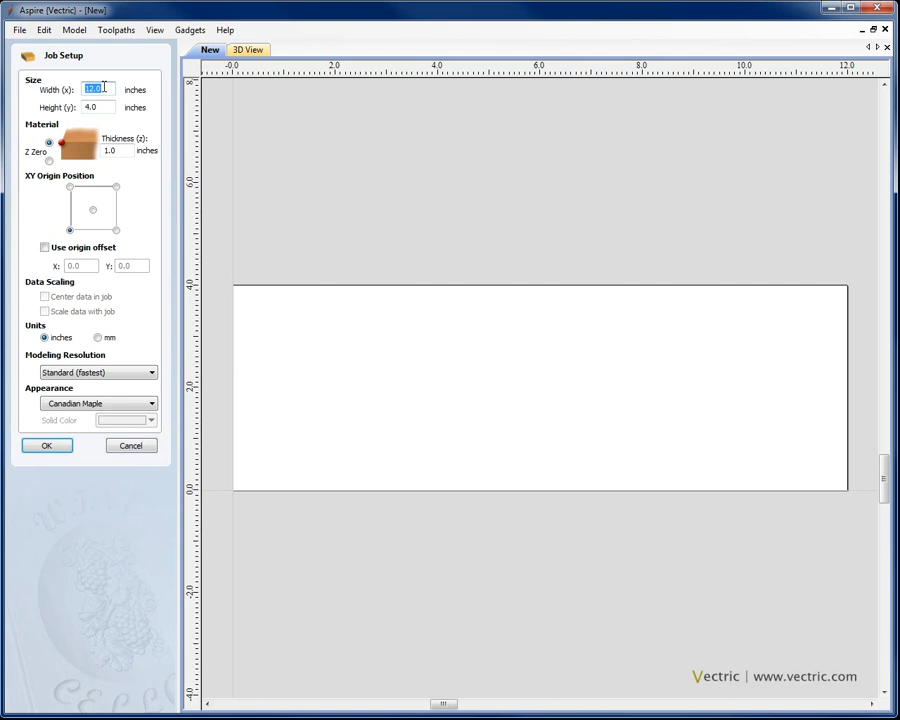 Aspire {Vectric} - [New]
File Edit Model Toolpaths View Gadgets Help
Job Setup
Size
Width (x): 12.0 inches
Height (y): 4.0 inches
Material
Thickness (z):
Z Zero 1.0 inches
XY Origin Position
Use origin offset
X: 0.0 Y: 0.0
Data Scaling
Center data in job
Scale data with job
Units
inches mm
Modeling Resolution
Standard (fastest)
Appearance
Canadian Maple
Solid Color
OK Cancel
New 3D View
-0.0 2.0 4.0 6.0 8.0 10.0 12.0
6.0
4.0
2.0
0.0
-2.0
-4.0
Vectric | www.vectric.com